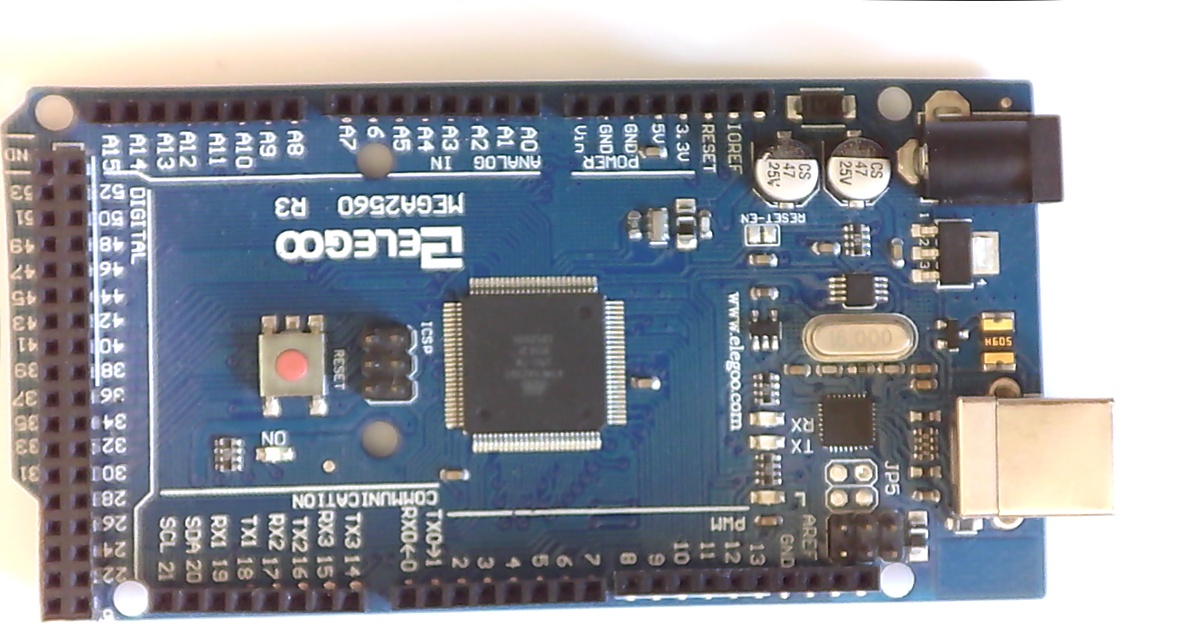 A15
A14
A13
A12
A11
A10
A9
A8
A7
6
A5
A4
A3
A2
A1
A0
ANALOG IN
Vin
GND
GND
5V
3.3V
RESET
IOREF
POWER
CS
47
25V
CS
47
25V
RESET-EN
MEGA2560 R3
ELEGOO
DIGITAL
ND
53
51
49
47
45
43
41
39
37
35
33
31
52
50
48
46
44
42
40
38
36
34
32
30
28
26
24
22
ICSP
RESET
www.elegoo.com
16.000
RX
TX
ON
L
JP5
COMMUNICATION
PWM
SCL 21
SDA 20
RX1 19
TX1 18
RX2 17
TX2 16
RX3 15
TX3 14
RX0←0
TX0→1
2
3
4
5
6
7
8
9
10
11
12
13
GND
AREF